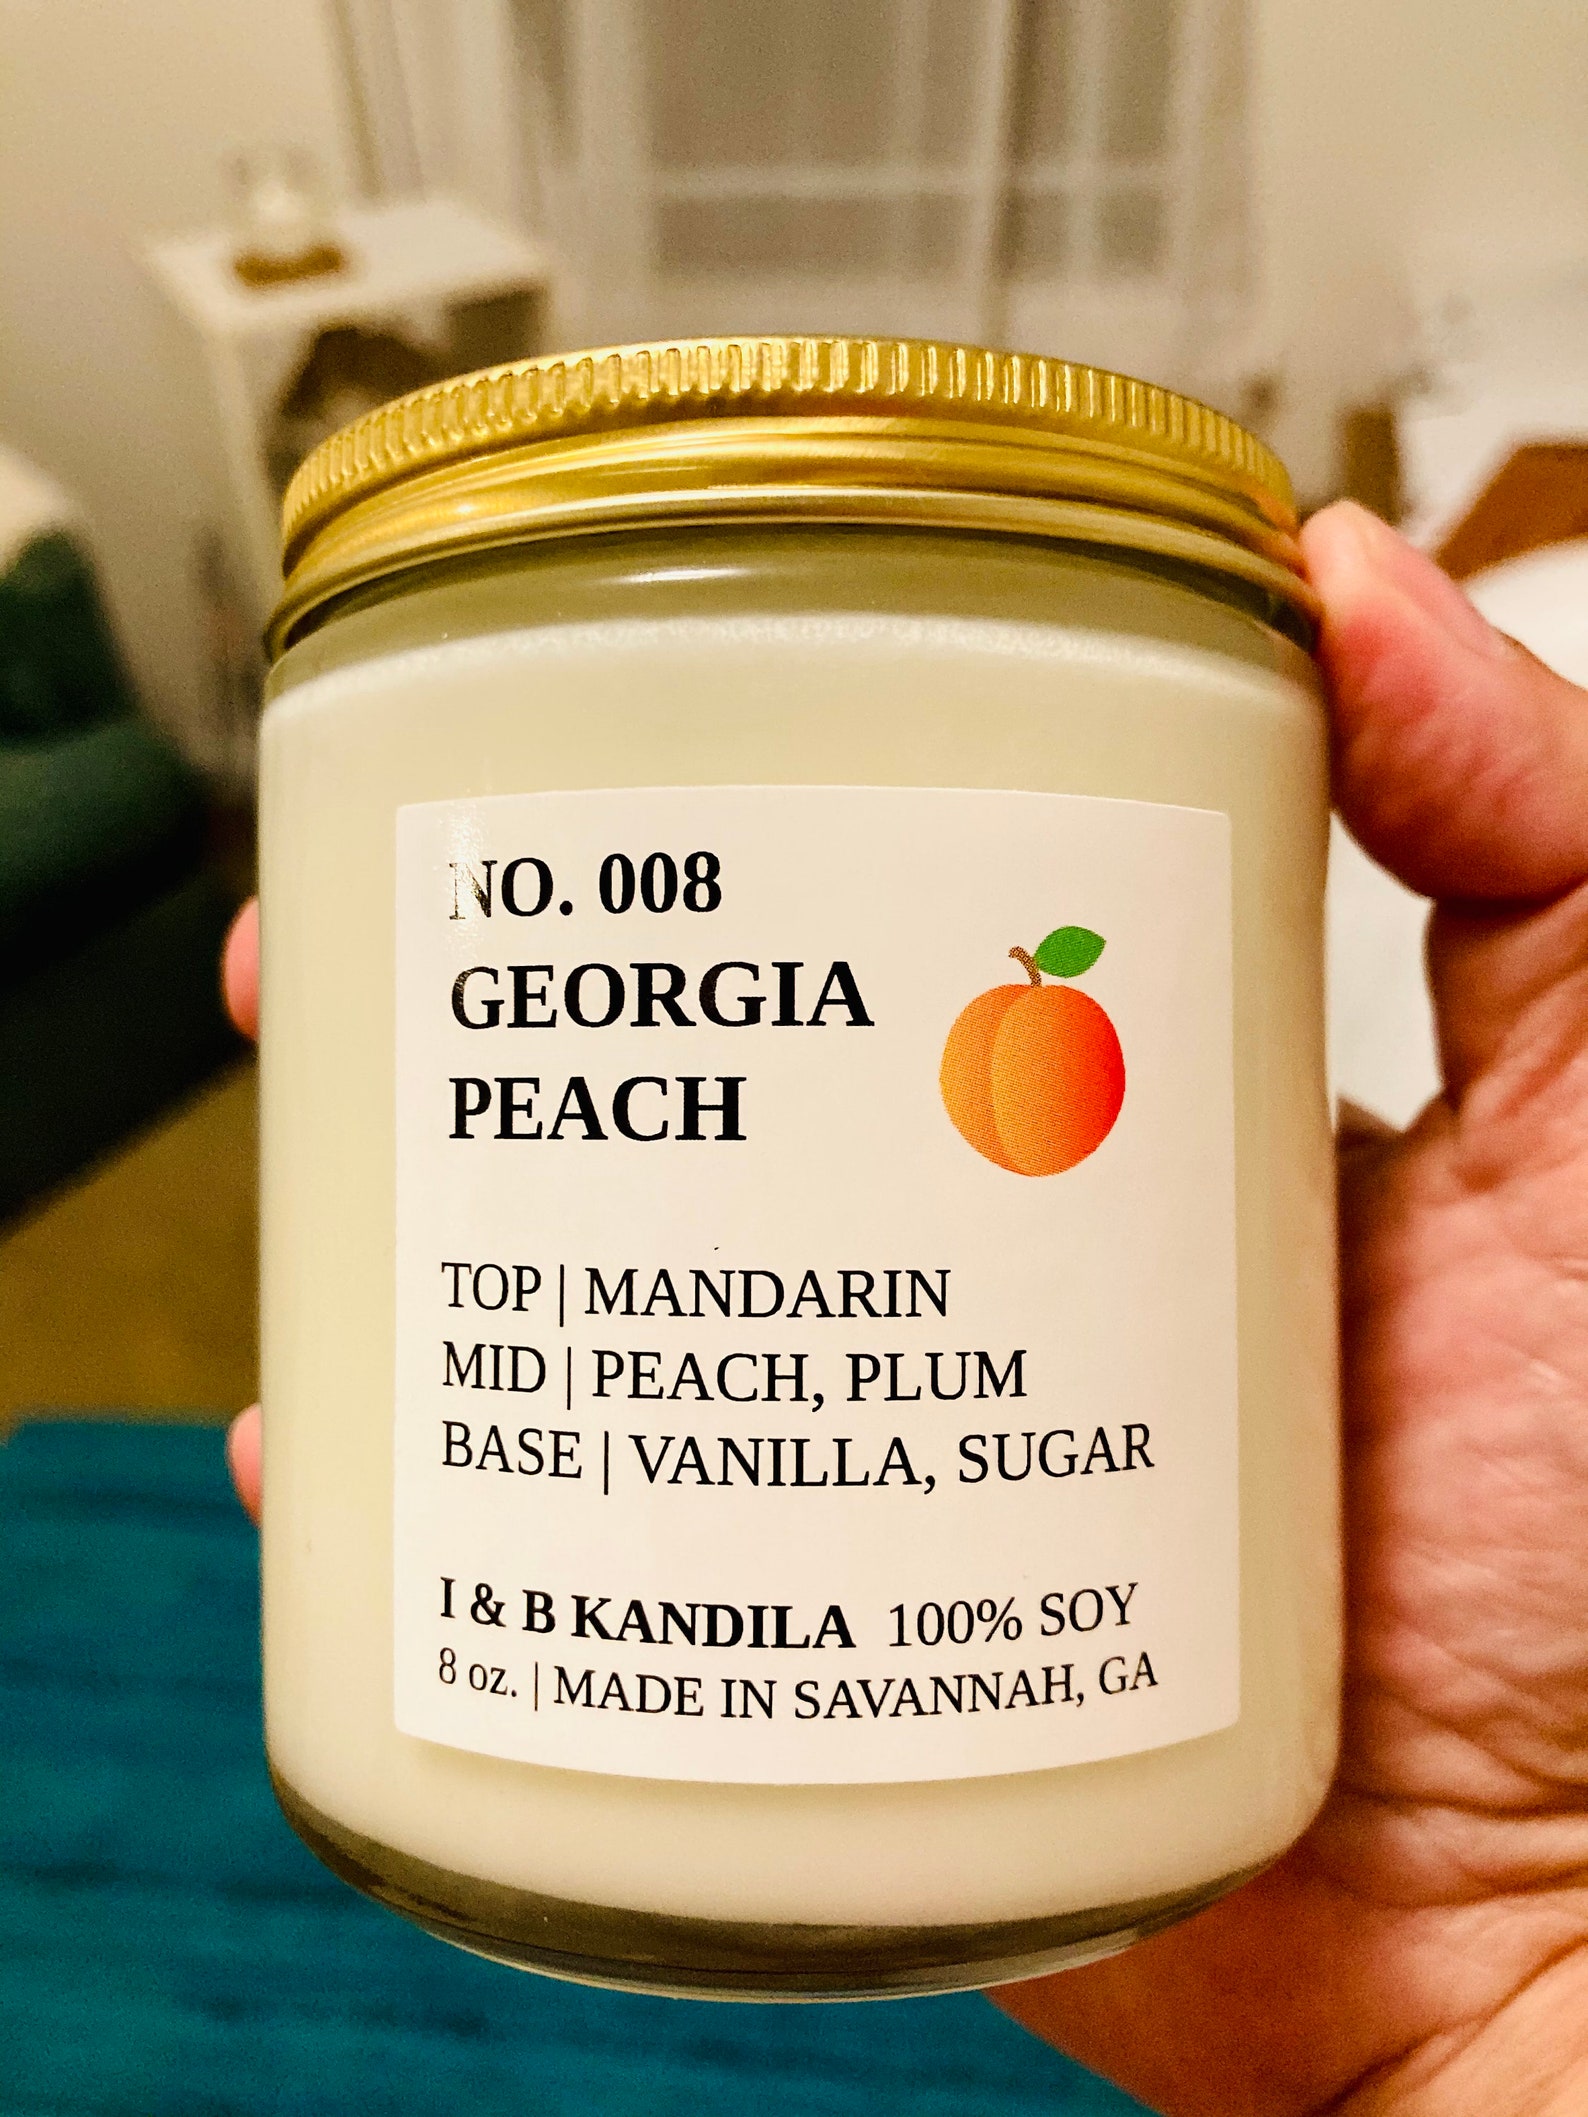 NO. 008
GEORGIA
PEACH
TOP | MANDARIN
MID | PEACH, PLUM
BASE | VANILLA, SUGAR
I & B KANDILA 100% SOY
8 oz. | MADE IN SAVANNAH, GA